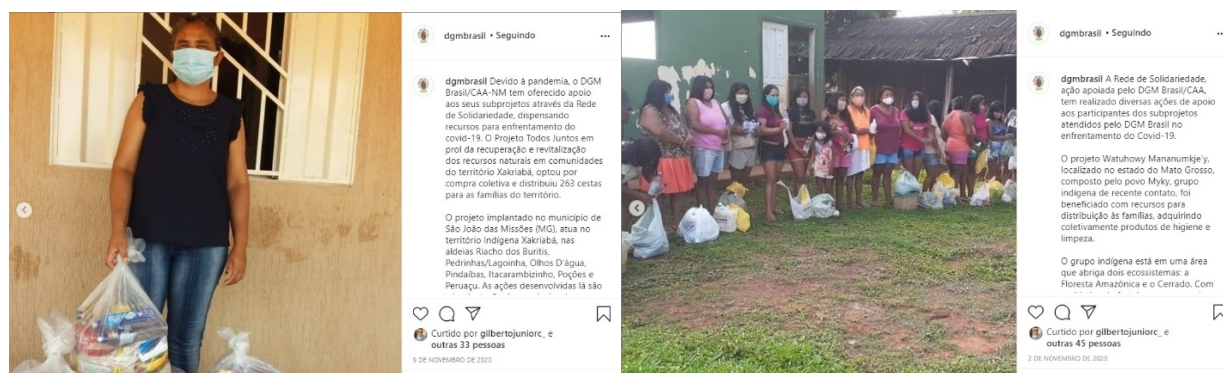 dgmbrasil • Seguindo
dgmbrasil Devido à pandemia, o DGM
Brasil/CAA-NM tem oferecido apoio
aos seus subprojetos através da Rede
de Solidariedade, dispensando
recursos para enfrentamento do
covid-19. O Projeto Todos Juntos em
prol da recuperação e revitalização
dos recursos naturais em comunidades
do território Xakriabá, optou por
compra coletiva e distribuiu 263 cestas
para as famílias do território.
O projeto implantado no município de
São João das Missões (MG), atua no
território Indígena Xakriabá, nas
aldeias Riacho dos Buritis,
Pedrinhas/Lagoinha, Olhos D'água,
Pindaíbas, Itacarambizinho, Poções e
Peruaçu. As ações desenvolvidas lá são
Curtido por gilbertojuniorc_ e
outras 33 pessoas
9 DE NOVEMBRO DE 2020
dgmbrasil • Seguindo
dgmbrasil A Rede de Solidariedade,
ação apoiada pelo DGM Brasil/CAA,
tem realizado diversas ações de apoio
aos participantes dos subprojetos
atendidos pelo DGM Brasil no
enfrentamento do Covid-19.
O projeto Watuhowy Mananumkje'y,
localizado no estado do Mato Grosso,
composto pelo povo Myky, grupo
indígena de recente contato, foi
beneficiado com recursos para
distribuição às famílias, adquirindo
coletivamente produtos de higiene e
limpeza.
O grupo indígena está em uma área
que abriga dois ecossistemas: a
Floresta Amazônica e o Cerrado. Com
Curtido por gilbertojuniorc_ e
outras 45 pessoas
2 DE NOVEMBRO DE 2020